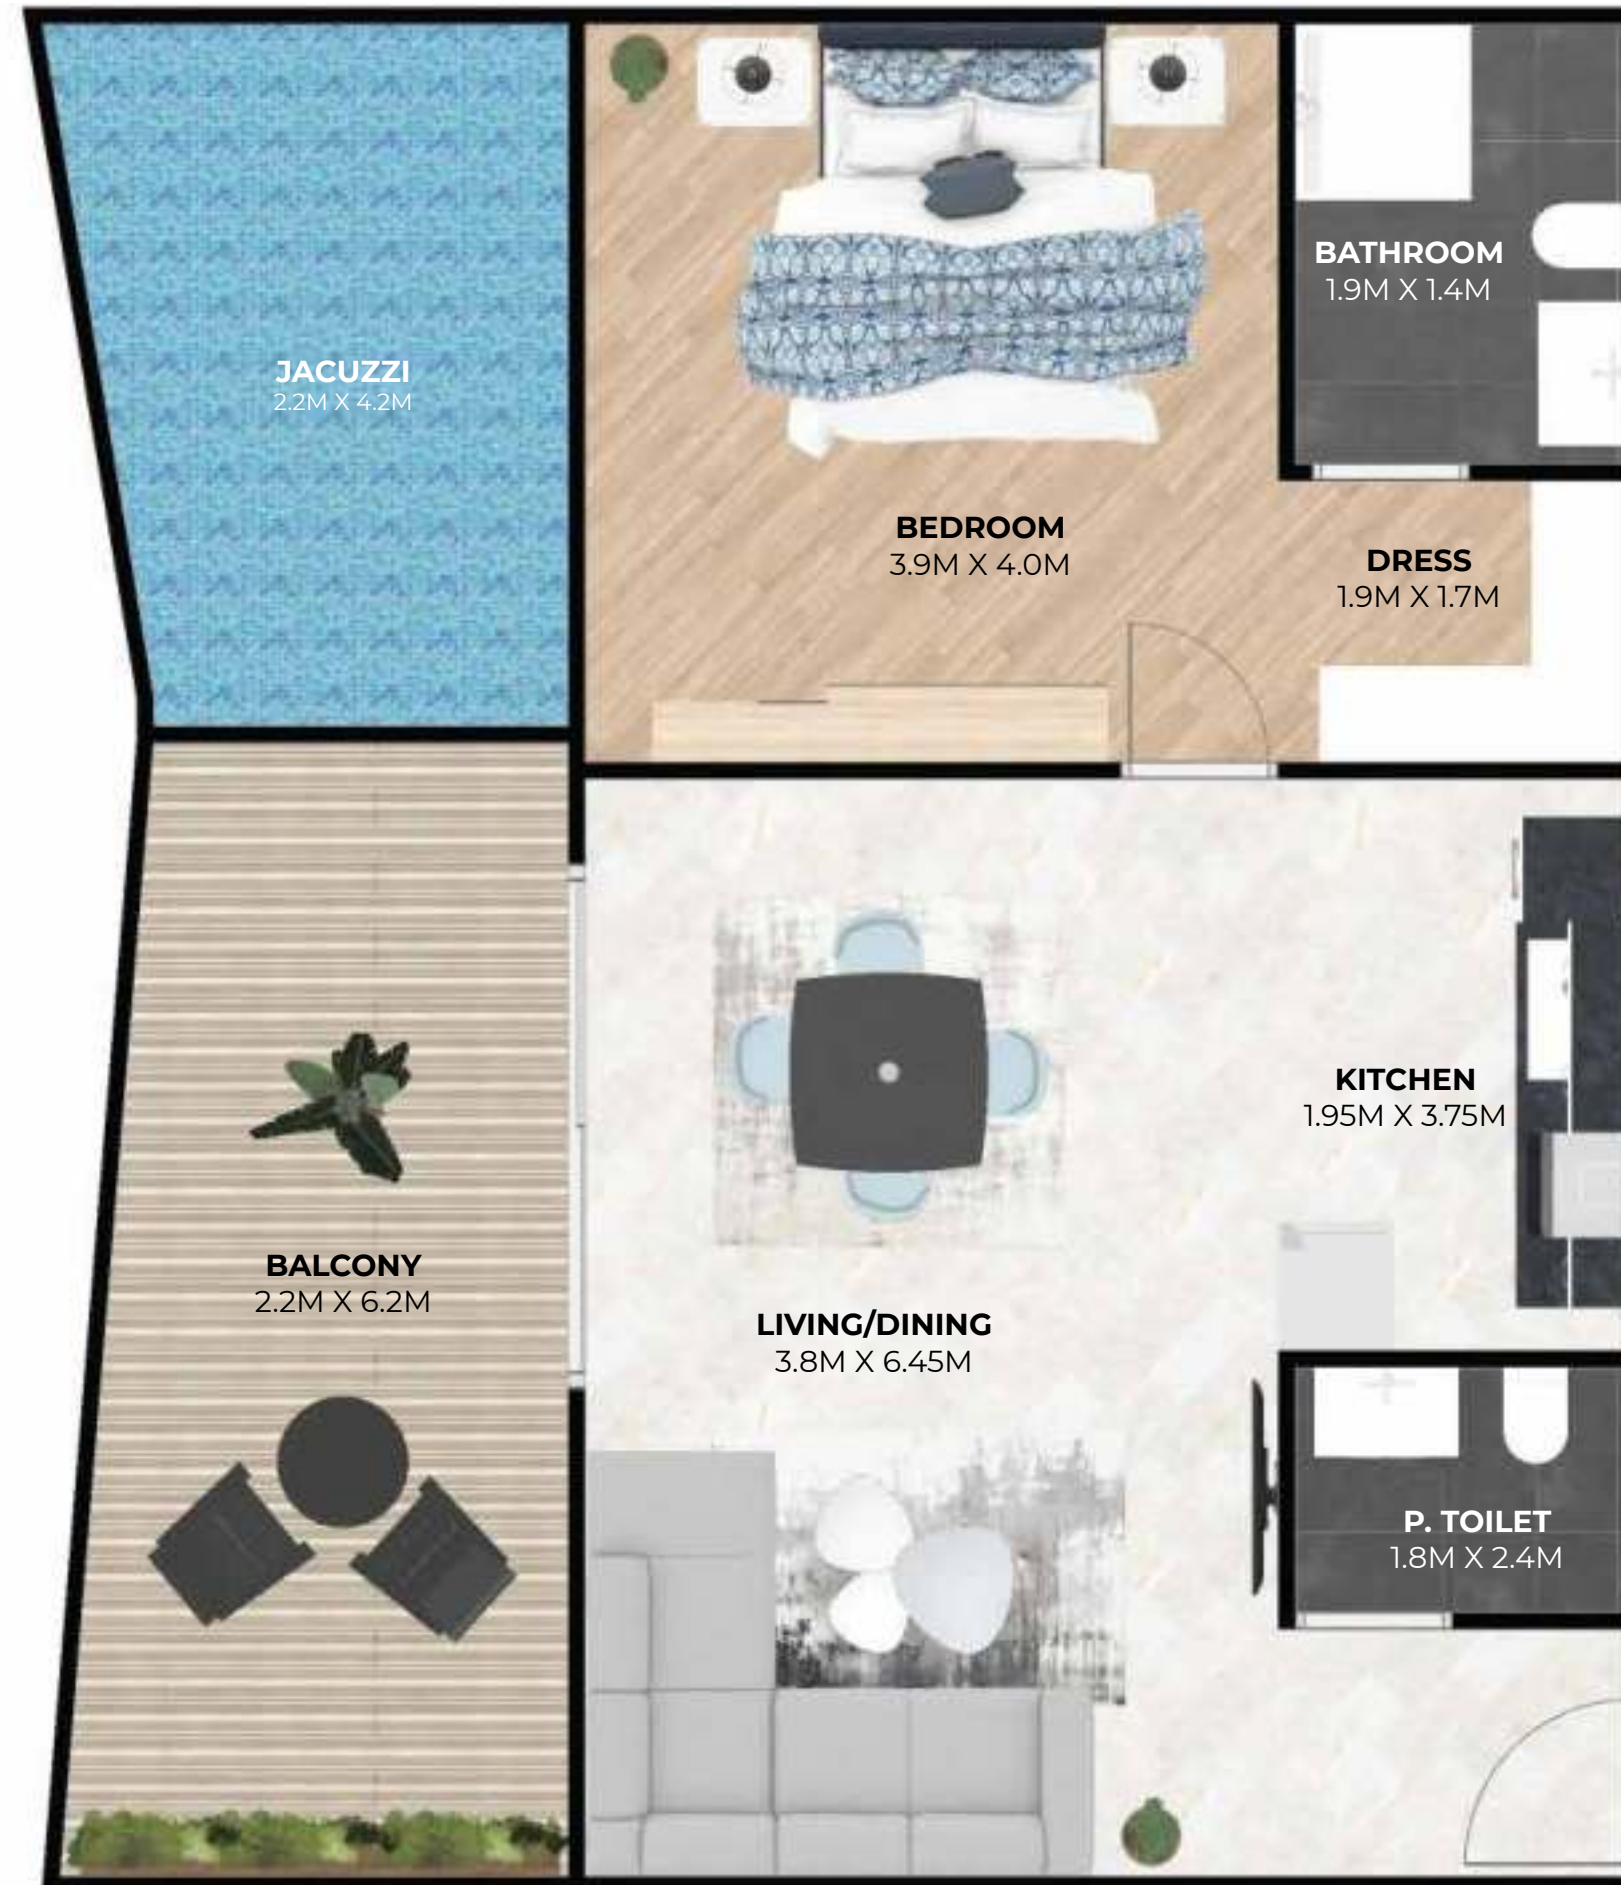 BATHROOM
1.9M X 1.4M
JACUZZI
2.2M X 4.2M
BEDROOM
3.9M X 4.0M
DRESS
1.9M X 1.7M
KITCHEN
1.95M X 3.75M
BALCONY
2.2M X 6.2M
LIVING/DINING
3.8M X 6.45M
P. TOILET
1.8M X 2.4M